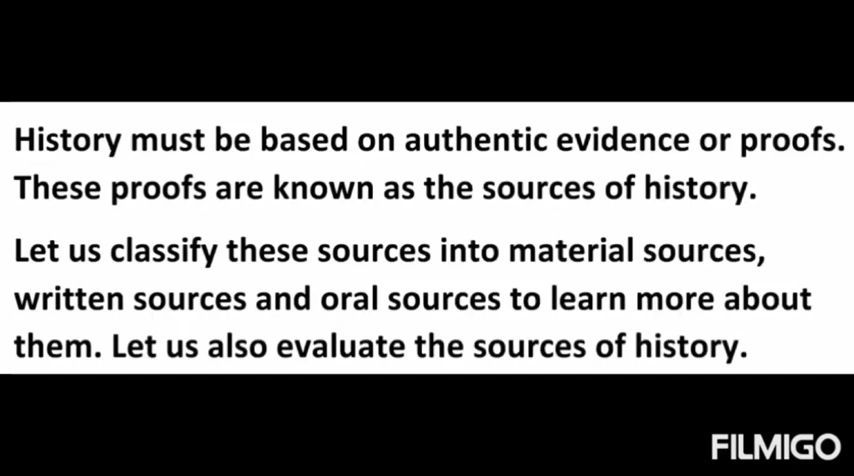 History must be based on authentic evidence or proofs.
These proofs are known as the sources of history.
Let us classify these sources into material sources,
written sources and oral sources to learn more about
them. Let us also evaluate the sources of history.
FILMIGO